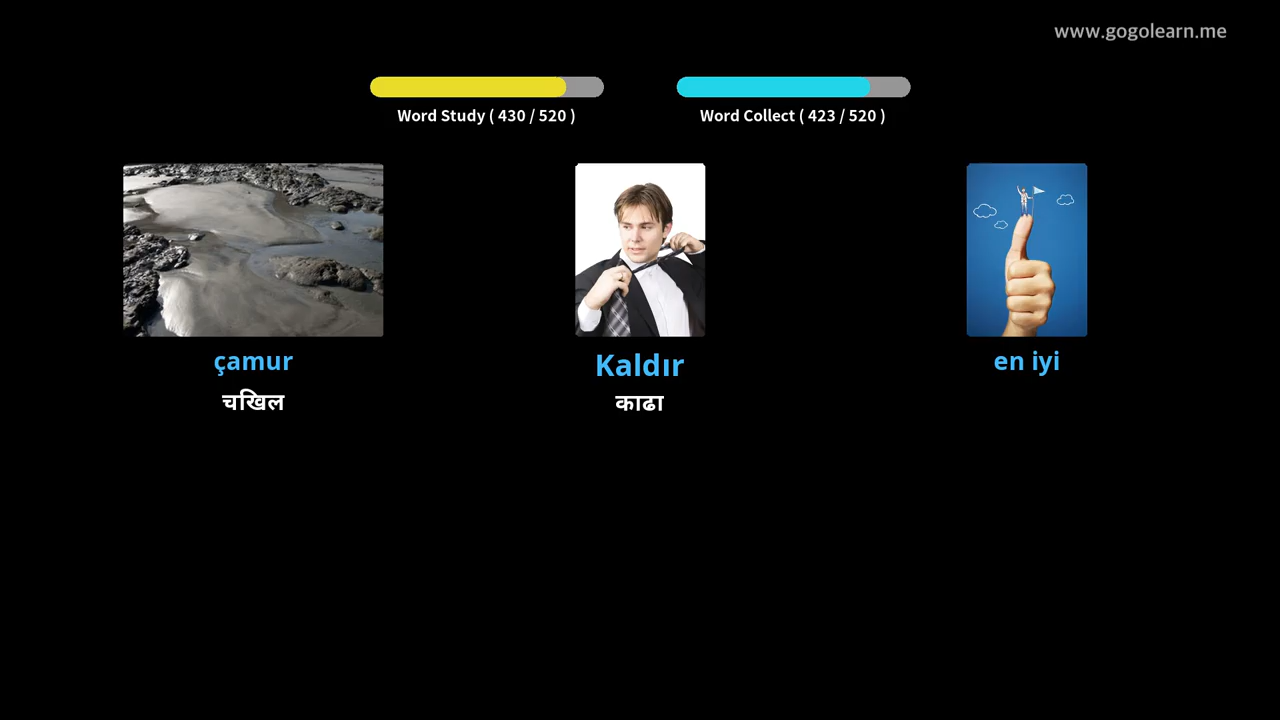 www.gogolearn.me
Word Study ( 430 / 520 )
Word Collect ( 423 / 520 )
çamur
चखिल
Kaldır
काढा
en iyi